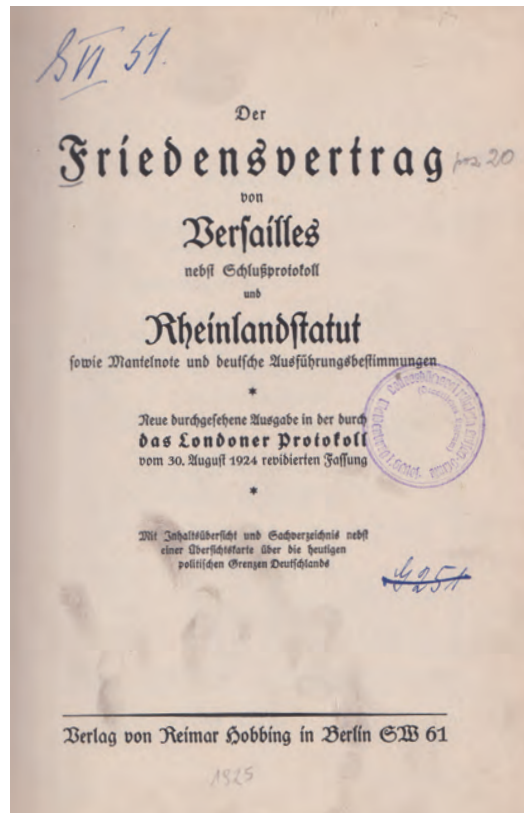 51.
Der
Friedensvertrag
20
von
Versailles
nebst Schlußprotokoll
und
Rheinlandstatut
sowie Mantelnote und deutsche Ausführungsbestimmungen
*
Neue durchgesehene Ausgabe in der durch
das Londoner Protokoll
vom 30. August 1924 revidierten Fassung
*
Mit Inhaltsübersicht und Sachverzeichnis nebst
einer Übersichtskarte über die heutigen
politischen Grenzen Deutschlands
Verlag von Reimar Hobbing in Berlin SW 61
1925